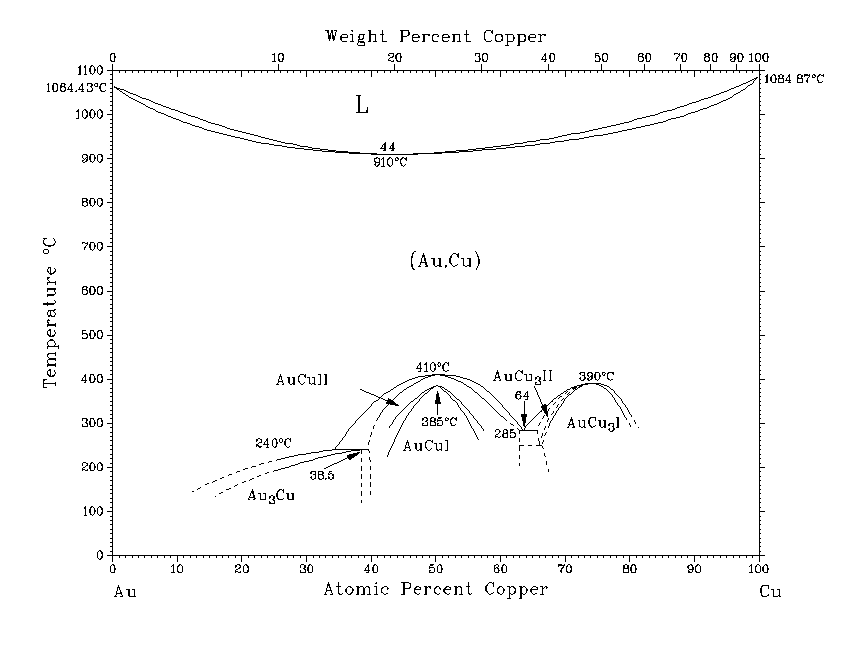 Weight Percent Copper
0 10 20 30 40 50 60 70 80 90 100
1100
1064.43°C
1084 87°C
L
1000
44
900
910°C
800
700
(Au,Cu)
600
500
410°C
400
AuCuII
AuCu₃II
390°C
64
300
385°C
AuCu₃I
285
240°C
AuCuI
200
38.5
Au₃Cu
100
0
Temperature °C
0 10 20 30 40 50 60 70 80 90 100
Au
Atomic Percent Copper
Cu